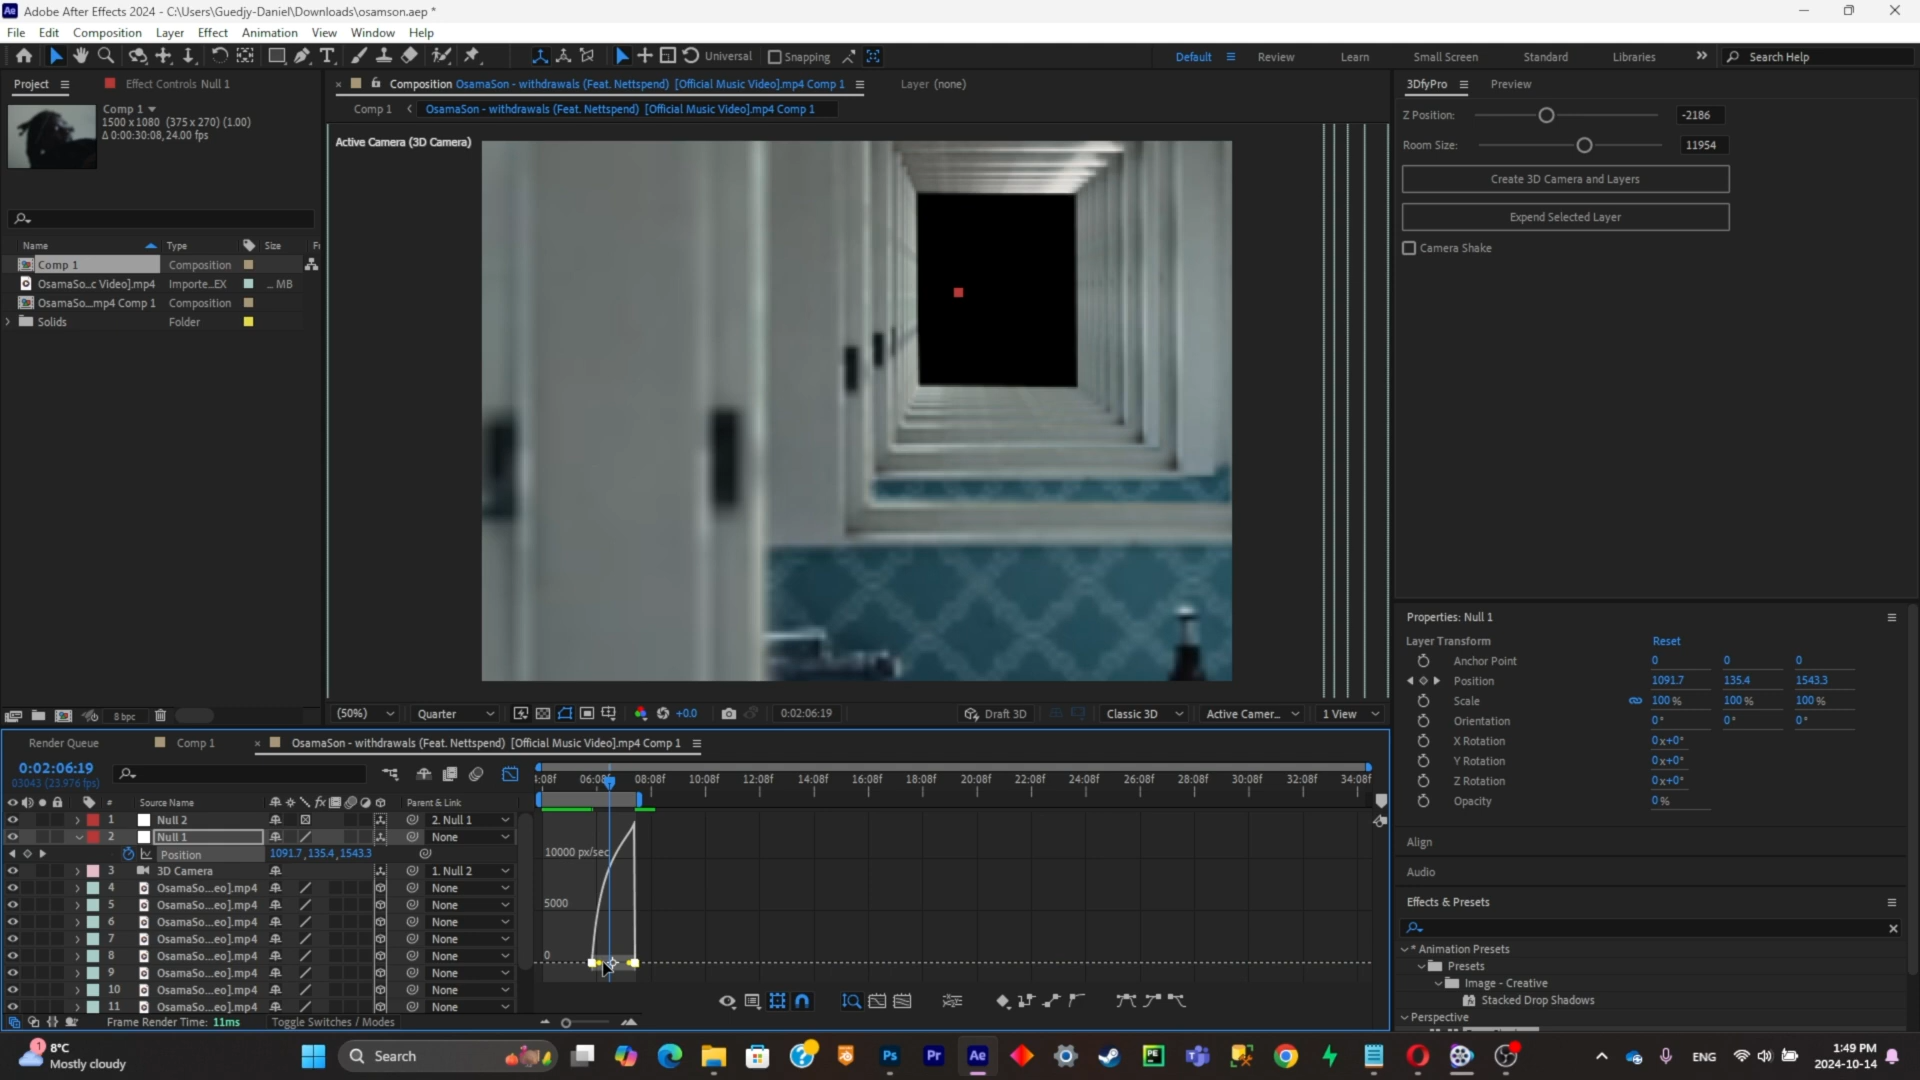 Adobe After Effects 2024 - C:\Users\Guedjy-Daniel\Downloads\osamson.aep *
File Edit Composition Layer Effect Animation View Window Help
Universal Snapping Default Review Learn Small Screen Standard Libraries Search Help
Project Effect Controls Null 1
Composition OsamaSon - withdrawals (Feat. Nettspend) [Official Music Video].mp4 Comp 1 Layer (none)
3DfyPro Preview
Comp 1
1500 x1080 (375 x 270) (1.00)
Δ 0:00:30:08, 24.00 fps
Comp 1 OsamaSon - withdrawals (Feat. Nettspend) [Official Music Video].mp4 Comp 1
Active Camera (3D Camera)
Z Position: -2186
Room Size: 11954
Create 3D Camera and Layers
Expend Selected Layer
Camera Shake
Name Type Size
Comp 1 Composition
OsamaSo...c Video].mp4 Importe...EX ... MB
OsamaSo....mp4 Comp 1 Composition
Solids Folder
8 bpc
(50%) Quarter +0.0 0:02:06:19 Draft 3D Classic 3D Active Camer... 1 View
Properties: Null 1
Layer Transform Reset
Anchor Point 0 0 0
Position 1091.7 135.4 1543.3
Scale 100 % 100 % 100 %
Orientation 0° 0° 0°
X Rotation 0x+0°
Y Rotation 0x+0°
Z Rotation 0x+0°
Opacity 0 %
Align
Audio
Effects & Presets
* Animation Presets
Presets
Image - Creative
Stacked Drop Shadows
Perspective
Render Queue Comp 1 OsamaSon - withdrawals (Feat. Nettspend) [Official Music Video].mp4 Comp 1
0:02:06:19
03043 (23.976 fps)
:08f 06:08f 08:08f 10:08f 12:08f 14:08f 16:08f 18:08f 20:08f 22:08f 24:08f 26:08f 28:08f 30:08f 32:08f 34:08f
# Source Name fx Parent & Link
1 Null 2 2. Null 1
2 Null 1 None
Position 1091.7,135.4,1543.3
3 3D Camera 1. Null 2
4 OsamaSo...eo].mp4 None
5 OsamaSo...eo].mp4 None
6 OsamaSo...eo].mp4 None
7 OsamaSo...eo].mp4 None
8 OsamaSo...eo].mp4 None
9 OsamaSo...eo].mp4 None
10 OsamaSo...eo].mp4 None
11 OsamaSo...eo].mp4 None
10000 px/sec
5000
0
Frame Render Time: 11ms Toggle Switches / Modes
1 8°C
Mostly cloudy
Search
Ps Pr Ae PE
ENG
1:49 PM
2024-10-14